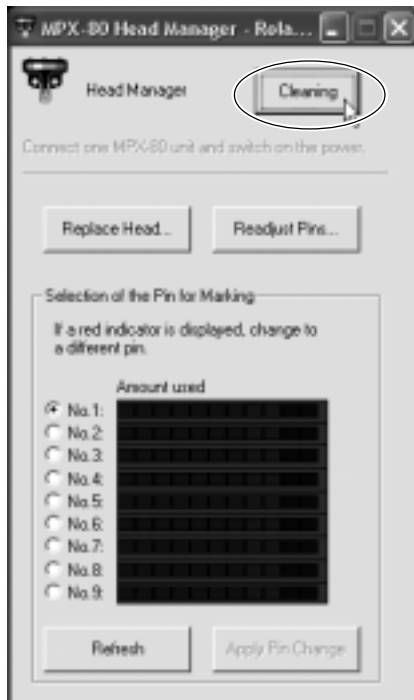 MPX-80 Head Manager - Rola...
Head Manager
Cleaning
Connect one MPX-80 unit and switch on the power.
Replace Head...
Readjust Pins...
Selection of the Pin for Marking
If a red indicator is displayed, change to
a different pin.
Amount used
No.1:
No.2:
No.3:
No.4:
No.5:
No.6:
No.7:
No.8:
No.9:
Refresh
Apply Pin Change